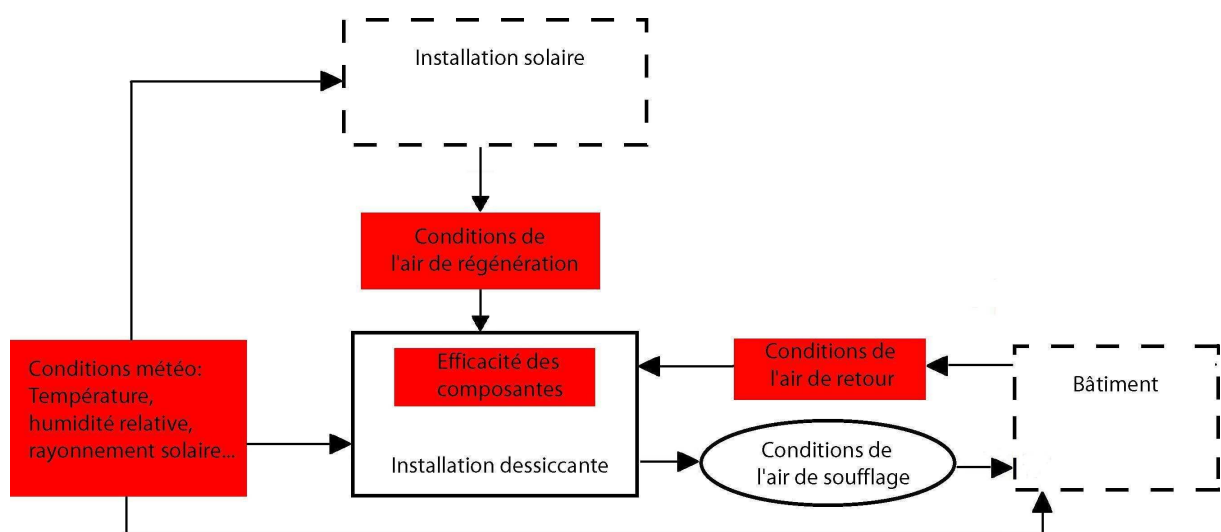 Installation solaire
Conditions de
l'air de régénération
Conditions météo:
Température,
humidité relative,
rayonnement solaire...
Efficacité des
composantes
Installation dessiccante
Conditions de
l'air de retour
Conditions de
l'air de soufflage
Bâtiment